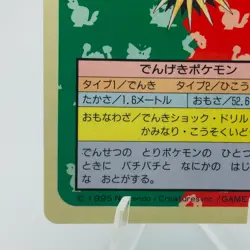 でんげきポケモン
タイプ1/でんき タイプ2/ひこう
たかさ/1.6メートル おもさ/52.6
おもなわざ/でんきショック・ドリル
かみなり・こうそくいど
でんせつの とりポケモンの ひとつ
ときに バチバチと なにかの はじ
な おとがする。
© 1995 Nintendo/Creatures inc./GAME